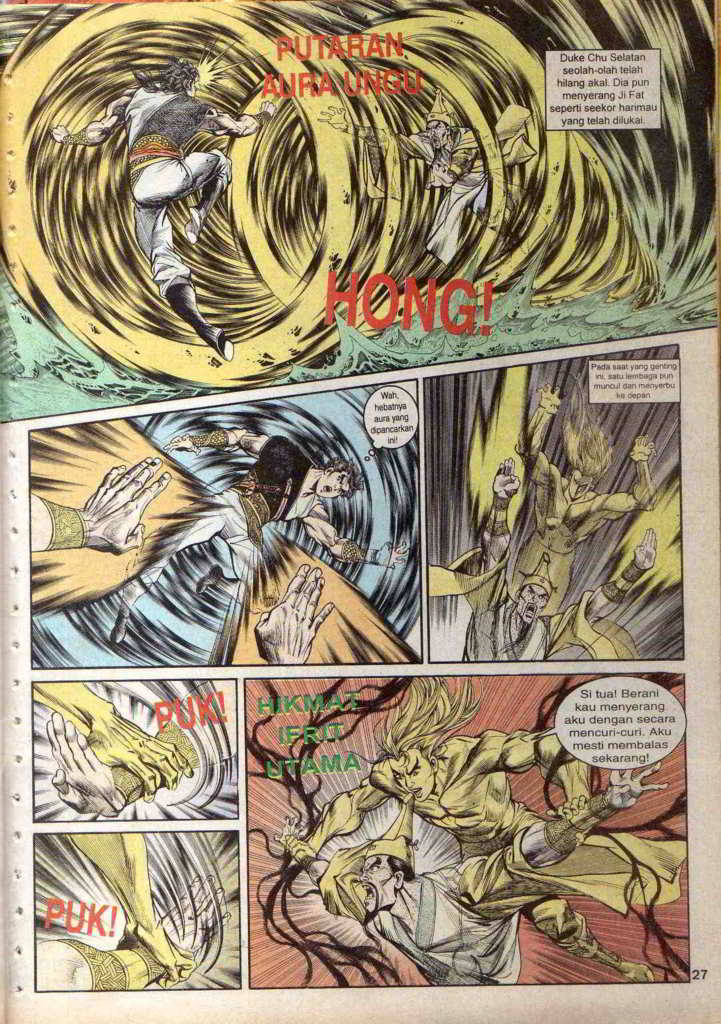 PUTARAN
AURA UNGU
Duke Chu Selatan
seolah-olah telah
hilang akal. Dia pun
menyerang Ji Fat
seperti seekor harimau
yang telah dilukai.
HONG!
Wah,
hebatnya
aura yang
dipancarkan
ini!
Pada saat yang genting
ini, satu lembaga pun
muncul dan menyerbu
ke depan
PUK!
PUK!
HIKMAT
IFRIT
UTAMA
Si tua! Berani
kau menyerang
aku dengan secara
mencuri-curi. Aku
mesti membalas
sekarang!
27